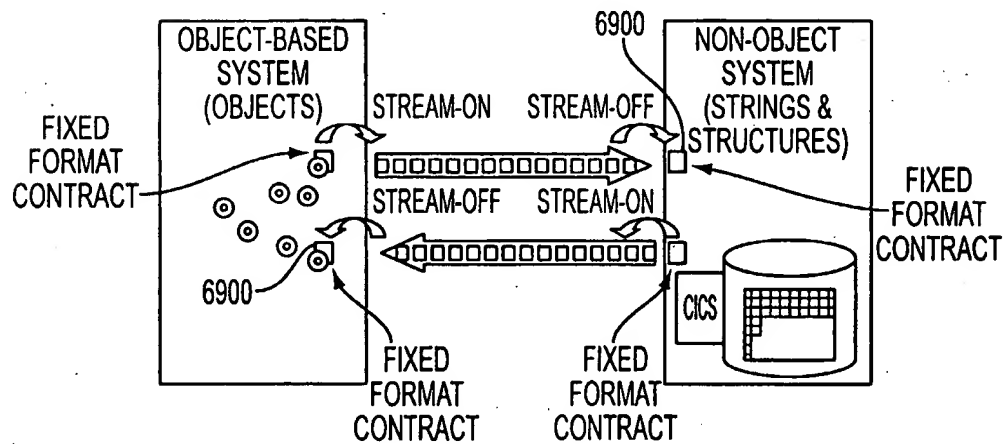 6900
OBJECT-BASED
SYSTEM
(OBJECTS)
NON-OBJECT
SYSTEM
(STRINGS &
STRUCTURES)
STREAM-ON
STREAM-OFF
FIXED
FORMAT
CONTRACT
FIXED
FORMAT
CONTRACT
STREAM-OFF
STREAM-ON
6900
CICS
FIXED
FORMAT
CONTRACT
FIXED
FORMAT
CONTRACT